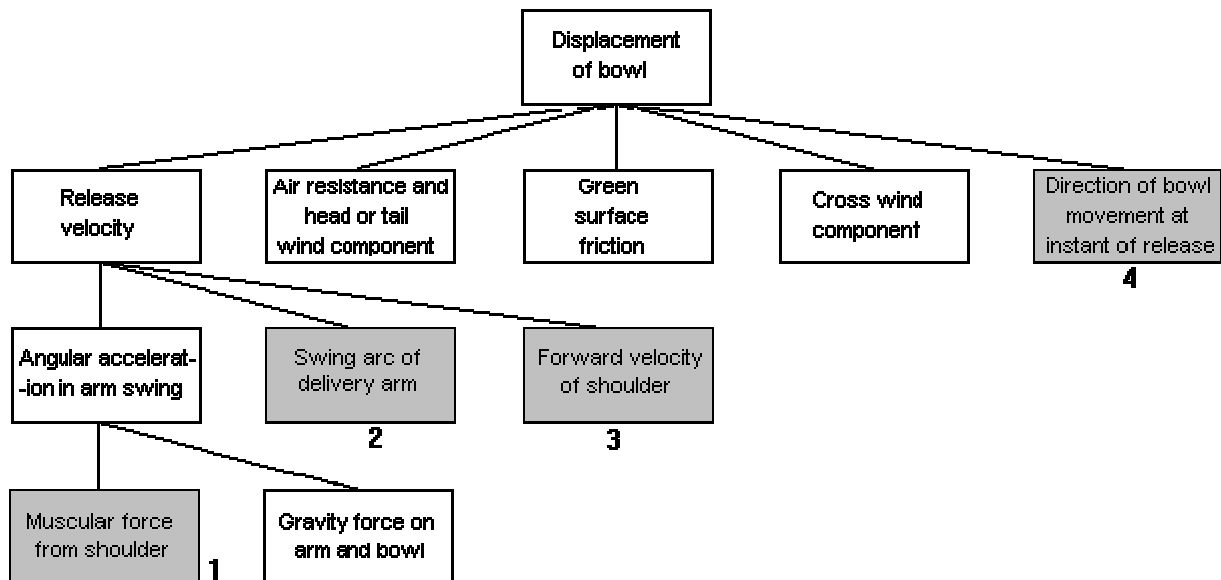 Displacement
of bowl
Release
velocity
Air resistance and
head or tail
wind component
Green
surface
friction
Cross wind
component
Direction of bowl
movement at
instant of release
4
Angular accelerat-
-ion in arm swing
Swing arc of
delivery arm
2
Forward velocity
of shoulder
3
Muscular force
from shoulder
1
Gravity force on
arm and bowl